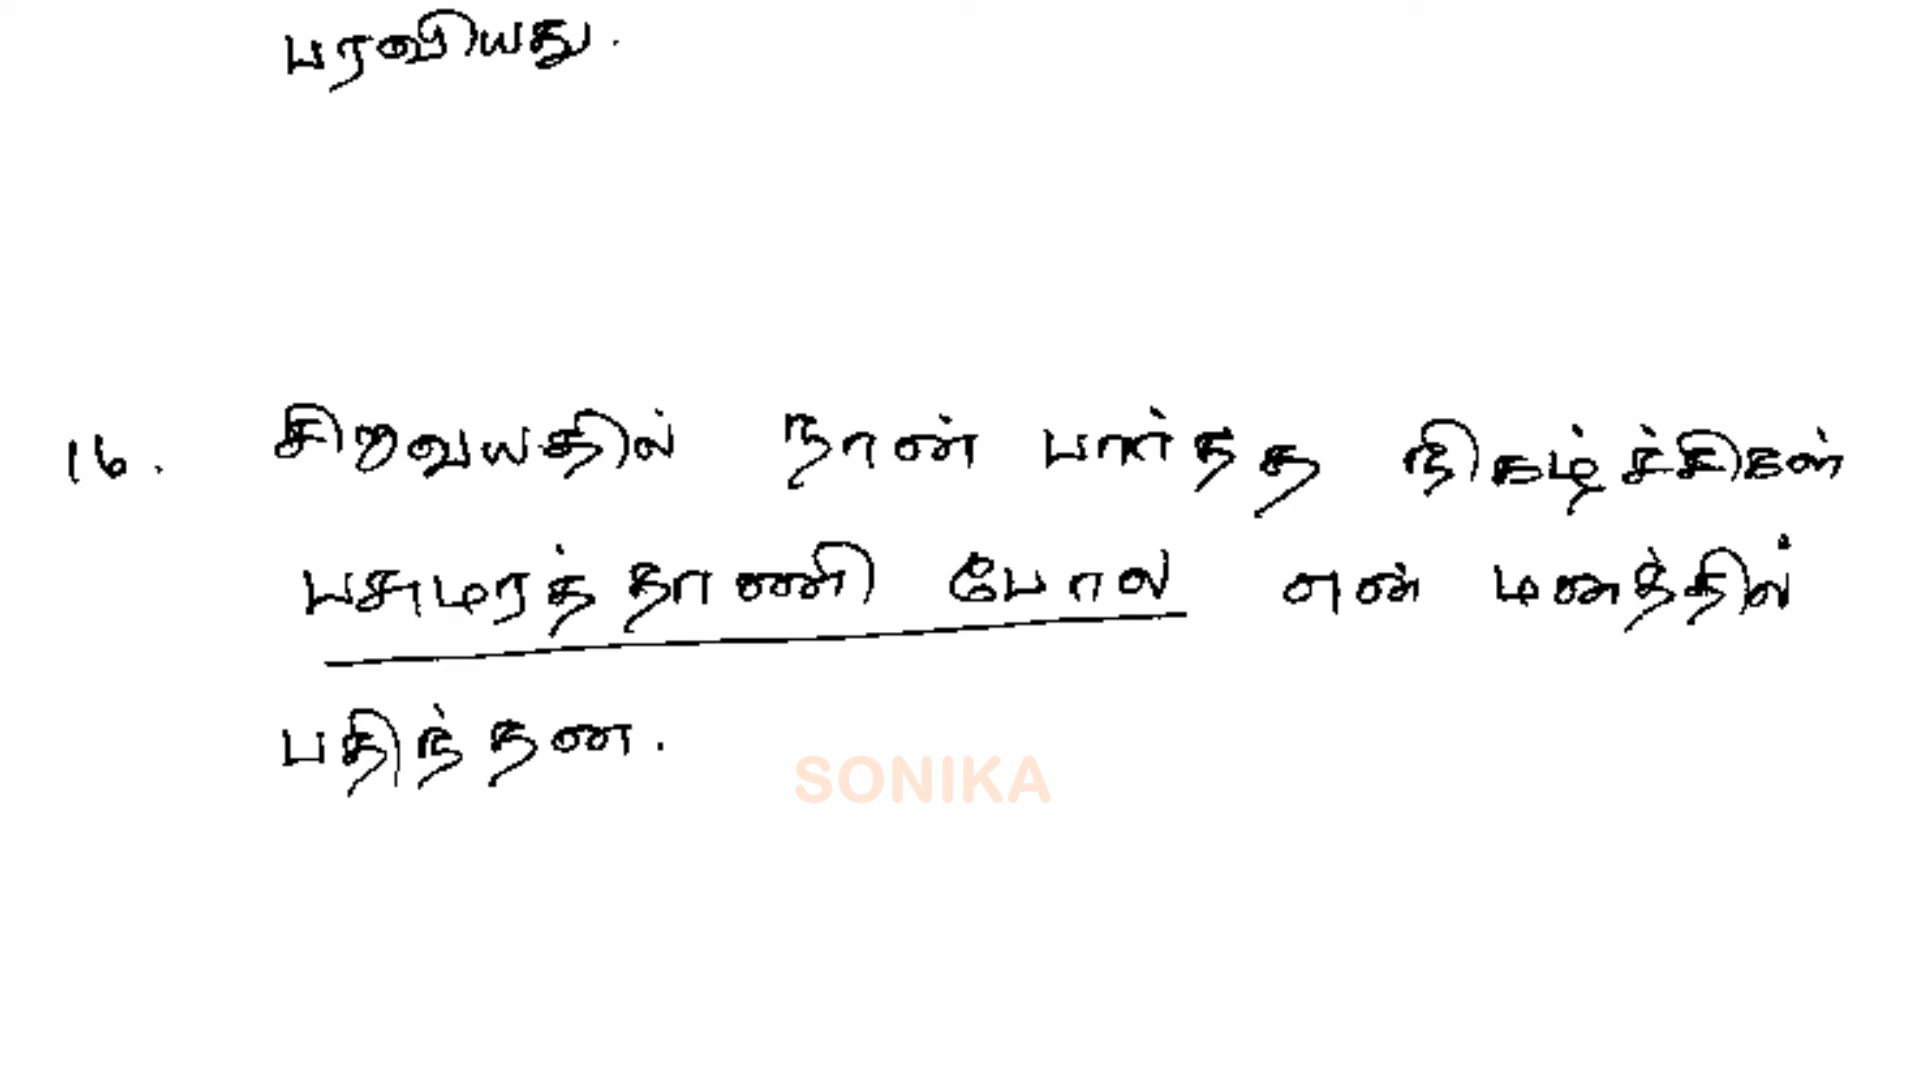 பரவியது.
16. சிறுவயதில் நான் பார்த்த நிகழ்ச்சிகள்
பசுமரத்தாணி போல என் மனத்தில்
பதிந்தன.
SONIKA